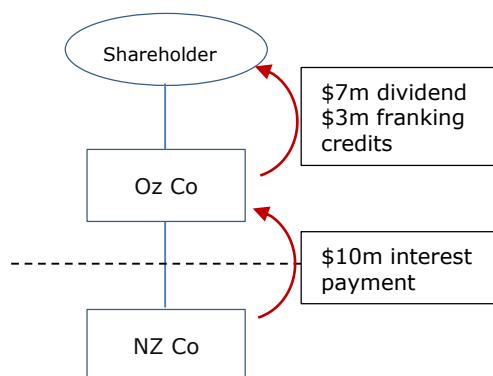 Shareholder
$7m dividend
$3m franking
credits
Oz Co
$10m interest
payment
NZ Co